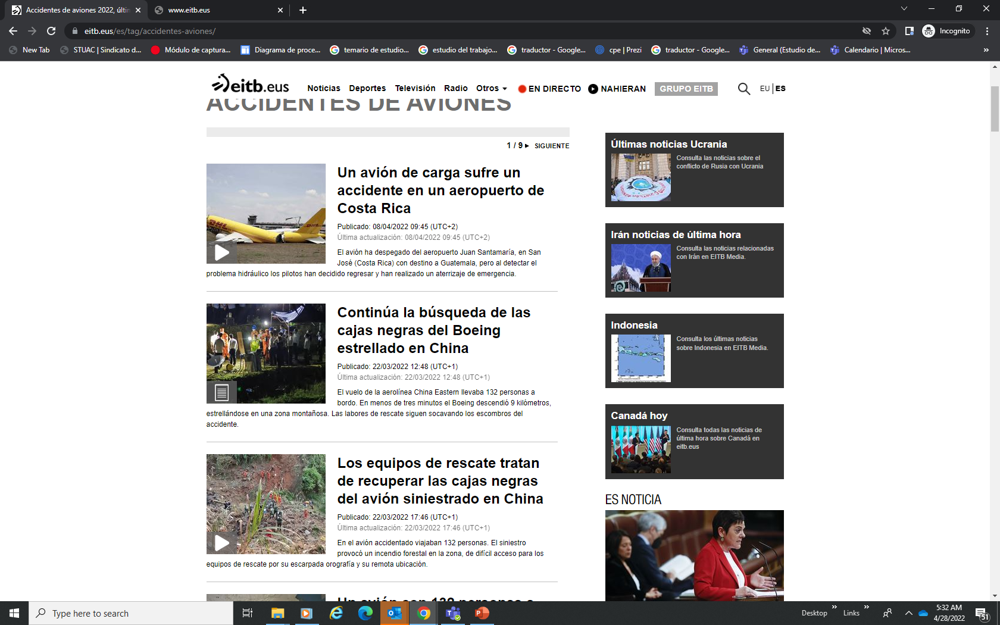 Accidentes de aviones 2022, últin
www.eitb.eus
eitb.eus/es/tag/accidentes-aviones/
Incognito
New Tab
STUAC | Sindicato d...
Módulo de captura...
Diagrama de proce...
temario de estudio...
estudio del trabajo...
traductor - Google...
cpe | Prezi
traductor - Google...
General (Estudio de...
Calendario | Micros...
»
eitb.eus
Noticias
Deportes
Televisión
Radio
Otros
EN DIRECTO
NAHIERAN
GRUPO EITB
EU | ES
ACCIDENTES DE AVIONES
1 / 9 SIGUIENTE
Un avión de carga sufre un
accidente en un aeropuerto de
Costa Rica
Publicado: 08/04/2022 09:45 (UTC+2)
Última actualización: 08/04/2022 09:45 (UTC+2)
El avión ha despegado del aeropuerto Juan Santamaría, en San
José (Costa Rica) con destino a Guatemala, pero al detectar el
problema hidráulico los pilotos han decidido regresar y han realizado un aterrizaje de emergencia.
DHL
Continúa la búsqueda de las
cajas negras del Boeing
estrellado en China
Publicado: 22/03/2022 12:48 (UTC+1)
Última actualización: 22/03/2022 12:48 (UTC+1)
El vuelo de la aerolínea China Eastern llevaba 132 personas a
bordo. En menos de tres minutos el Boeing descendió 9 kilómetros,
estrellándose en una zona montañosa. Las labores de rescate siguen socavando los escombros del
accidente.
Los equipos de rescate tratan
de recuperar las cajas negras
del avión siniestrado en China
Publicado: 22/03/2022 17:46 (UTC+1)
Última actualización: 22/03/2022 17:46 (UTC+1)
En el avión accidentado viajaban 132 personas. El siniestro
provocó un incendio forestal en la zona, de difícil acceso para los
equipos de rescate por su escarpada orografía y su remota ubicación.
Un avión con 132 personas a
Últimas noticias Ucrania
Consulta las noticias sobre el
conflicto de Rusia con Ucrania
Irán noticias de última hora
Consulta las noticias relacionadas
con Irán en EITB Media.
Indonesia
Consulta los últimas noticias
sobre Indonesia en EITB Media.
Canadá hoy
Consulta todas las noticias de
última hora sobre Canadá en
eitb.eus
ES NOTICIA
Type here to search
Desktop »
Links »
5:32 AM
4/28/2022
51